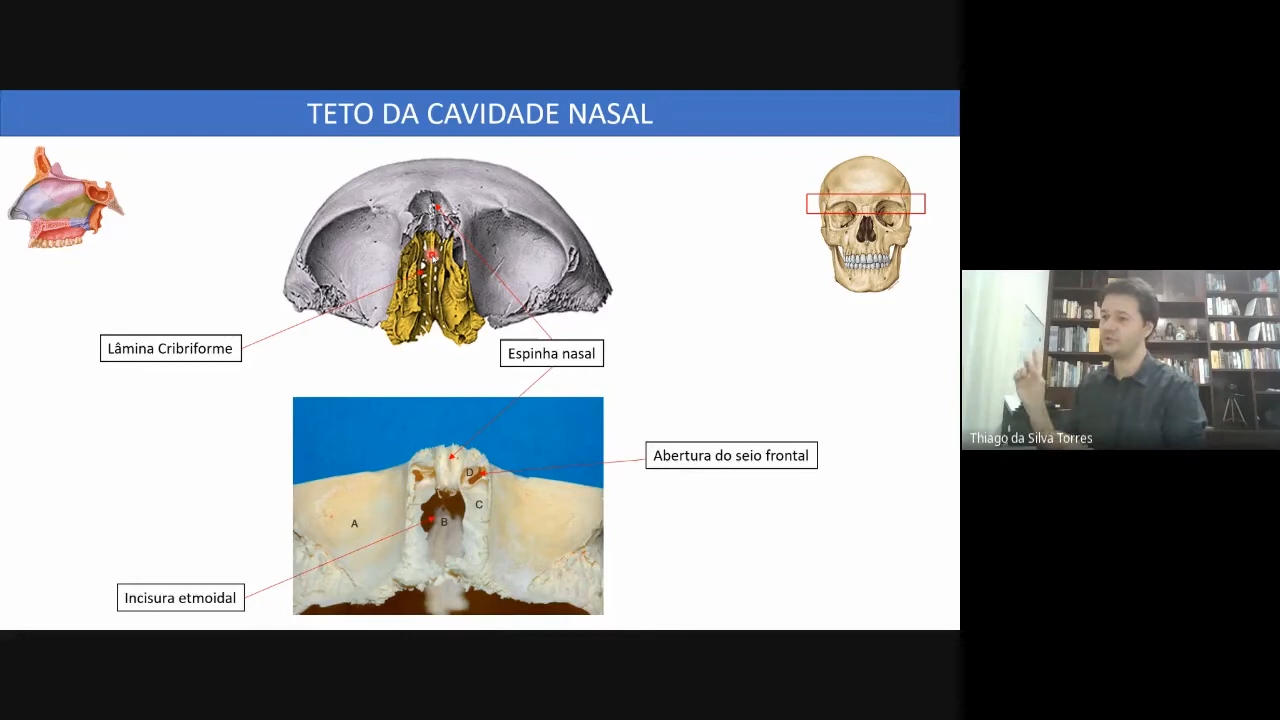 TETO DA CAVIDADE NASAL
Lâmina Cribriforme
Espinha nasal
Abertura do seio frontal
D
C
A
B
Incisura etmoidal
Thiago da Silva Torres